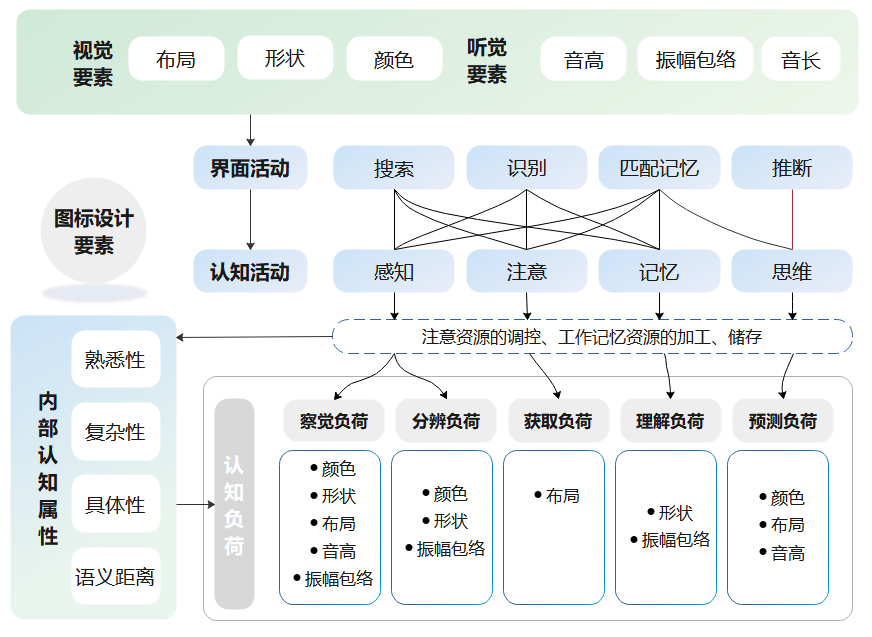 视觉
要素
布局
形状
颜色
听觉
要素
音高
振幅包络
音长
界面活动
搜索
识别
匹配记忆
推断
图标设计
要素
认知活动
感知
注意
记忆
思维
注意资源的调控、工作记忆资源的加工、储存
内部认知属性
熟悉性
复杂性
具体性
语义距离
认知负荷
察觉负荷
• 颜色
• 形状
• 布局
• 音高
• 振幅包络
分辨负荷
• 颜色
• 形状
• 振幅包络
获取负荷
• 布局
理解负荷
• 形状
• 振幅包络
预测负荷
• 颜色
• 布局
• 音高